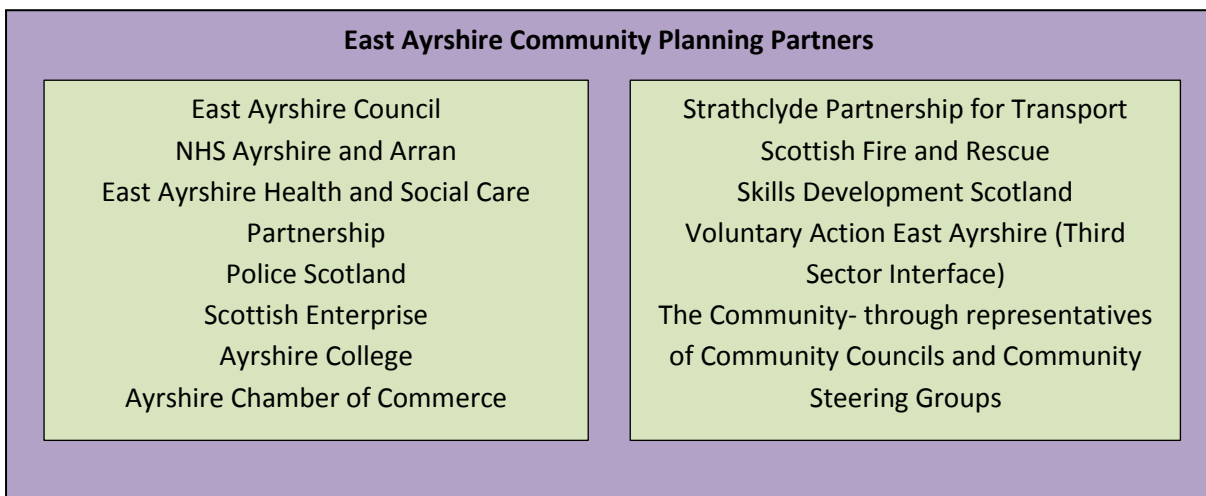 East Ayrshire Community Planning Partners
East Ayrshire Council
NHS Ayrshire and Arran
East Ayrshire Health and Social Care
Partnership
Police Scotland
Scottish Enterprise
Ayrshire College
Ayrshire Chamber of Commerce
Strathclyde Partnership for Transport
Scottish Fire and Rescue
Skills Development Scotland
Voluntary Action East Ayrshire (Third
Sector Interface)
The Community- through representatives
of Community Councils and Community
Steering Groups